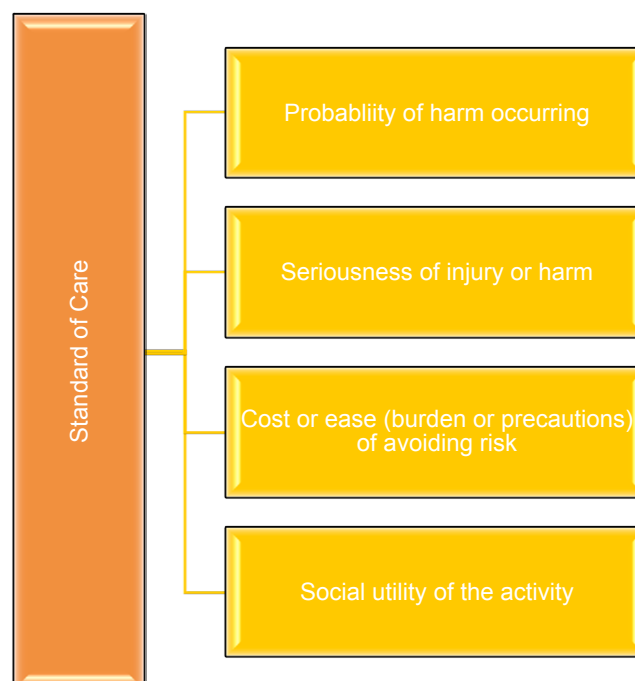 Standard of Care
Probabliity of harm occurring
Seriousness of injury or harm
Cost or ease (burden or precautions)
of avoiding risk
Social utility of the activity